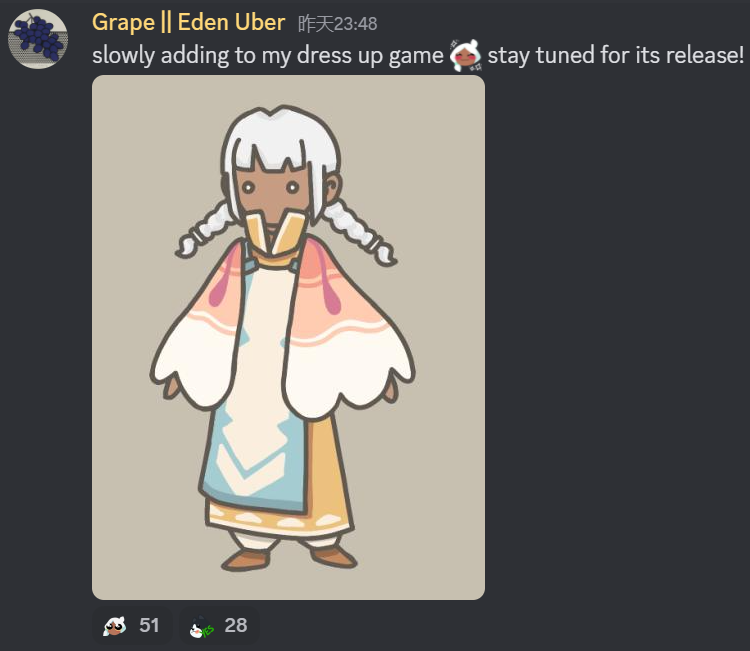 Grape || Eden Uber 昨天23:48
slowly adding to my dress up game stay tuned for its release!
51 28